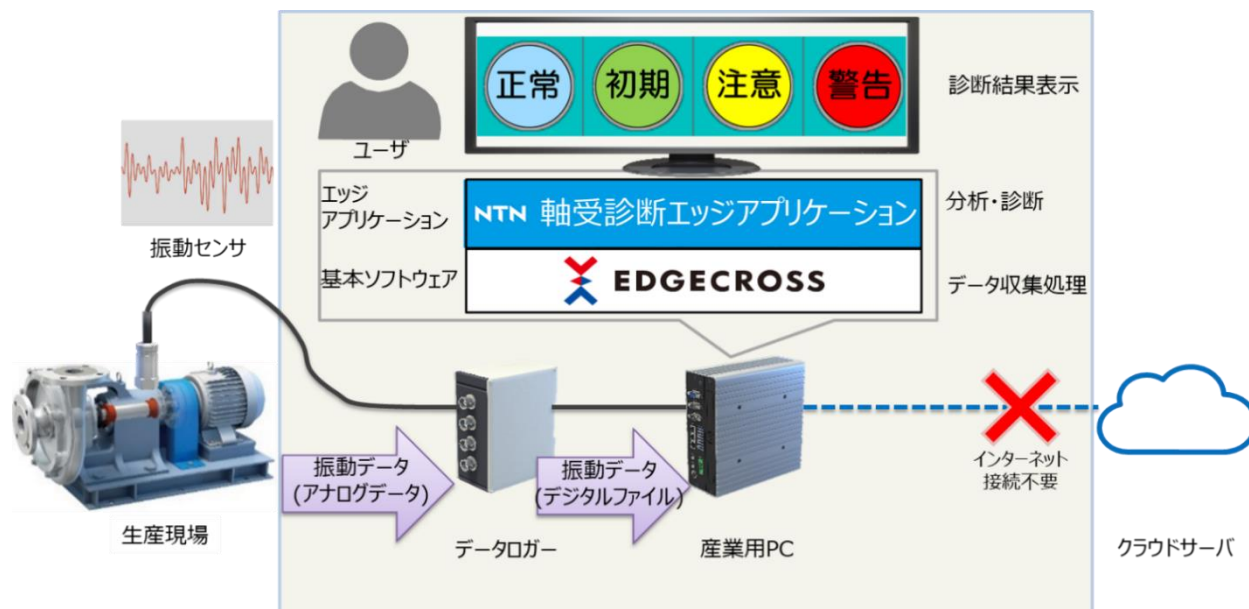 正常
初期
注意
警告
診断結果表示
ユーザ
エッジ
アプリケーション
NTN 軸受診断エッジアプリケーション
分析・診断
振動センサ
基本ソフトウェア
EDGECROSS
データ収集処理
振動データ
(アナログデータ)
振動データ
(デジタルファイル)
インターネット
接続不要
生産現場
データロガー
産業用PC
クラウドサーバ